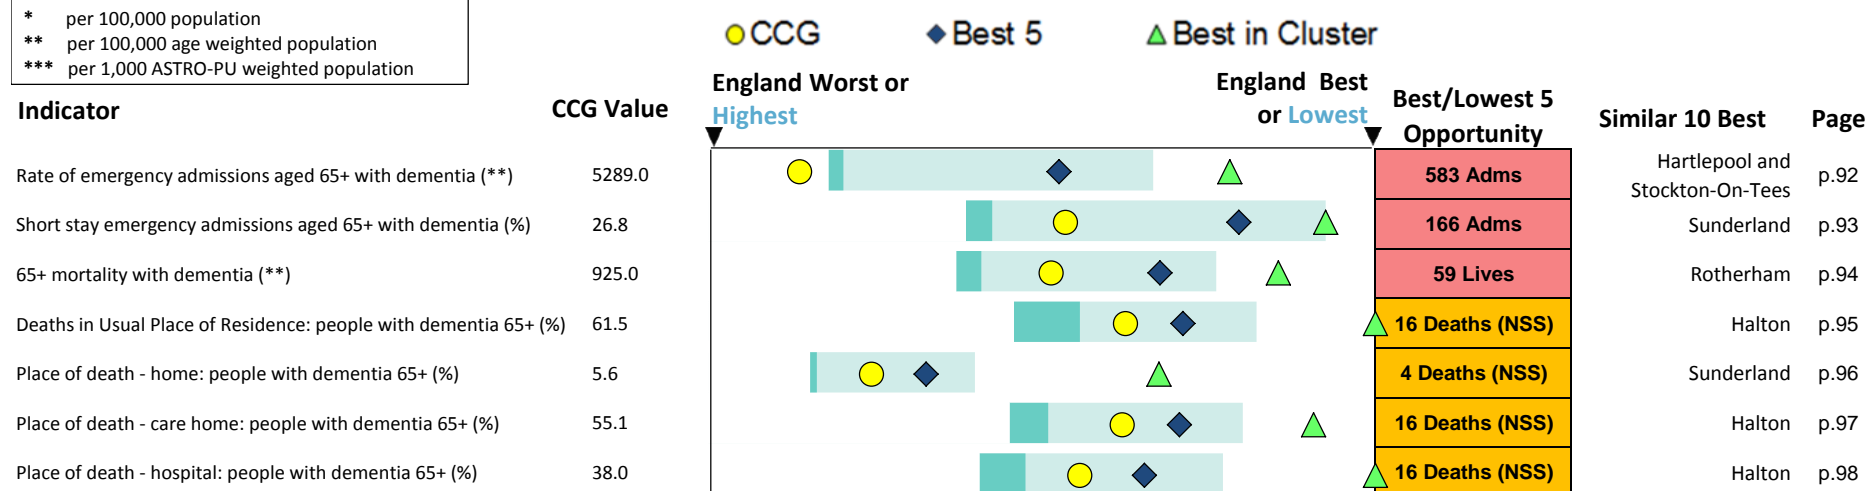 * per 100,000 population
** per 100,000 age weighted population
*** per 1,000 ASTRO-PU weighted population
CCG Best 5 Best in Cluster
England Worst or
Highest
England Best
or Lowest
Indicator CCG Value Best/Lowest 5
Opportunity Similar 10 Best Page
Rate of emergency admissions aged 65+ with dementia (**) 5289.0 583 Adms Hartlepool and
Stockton-On-Tees p.92
Short stay emergency admissions aged 65+ with dementia (%) 26.8 166 Adms Sunderland p.93
65+ mortality with dementia (**) 925.0 59 Lives Rotherham p.94
Deaths in Usual Place of Residence: people with dementia 65+ (%) 61.5 16 Deaths (NSS) Halton p.95
Place of death - home: people with dementia 65+ (%) 5.6 4 Deaths (NSS) Sunderland p.96
Place of death - care home: people with dementia 65+ (%) 55.1 16 Deaths (NSS) Halton p.97
Place of death - hospital: people with dementia 65+ (%) 38.0 16 Deaths (NSS) Halton p.98